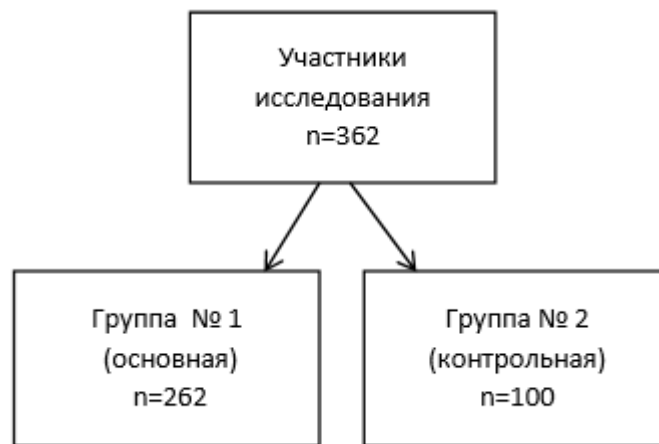 Участники
исследования
n=362
Группа № 1
(основная)
n=262
Группа № 2
(контрольная)
n=100